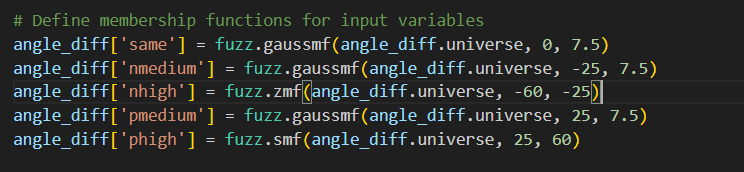 # Define membership functions for input variables
angle_diff['same'] = fuzz.gaussmf(angle_diff.universe, 0, 7.5)
angle_diff['nmedium'] = fuzz.gaussmf(angle_diff.universe, -25, 7.5)
angle_diff['nhigh'] = fuzz.zmf(angle_diff.universe, -60, -25)
angle_diff['pmedium'] = fuzz.gaussmf(angle_diff.universe, 25, 7.5)
angle_diff['phigh'] = fuzz.smf(angle_diff.universe, 25, 60)